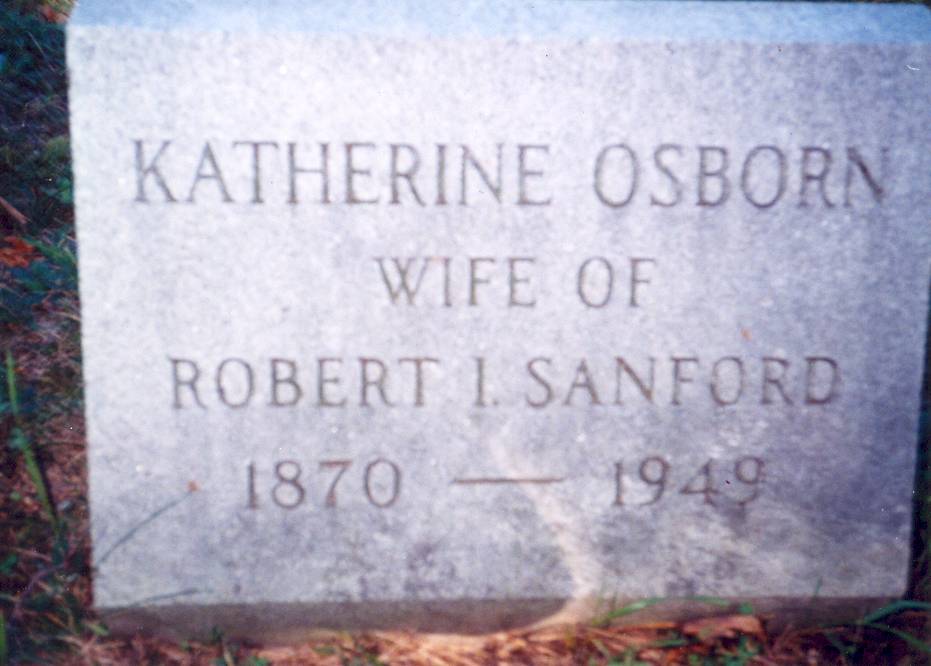 KATHERINE OSBORN
WIFE OF
ROBERT I. SANFORD
1870 — 1949